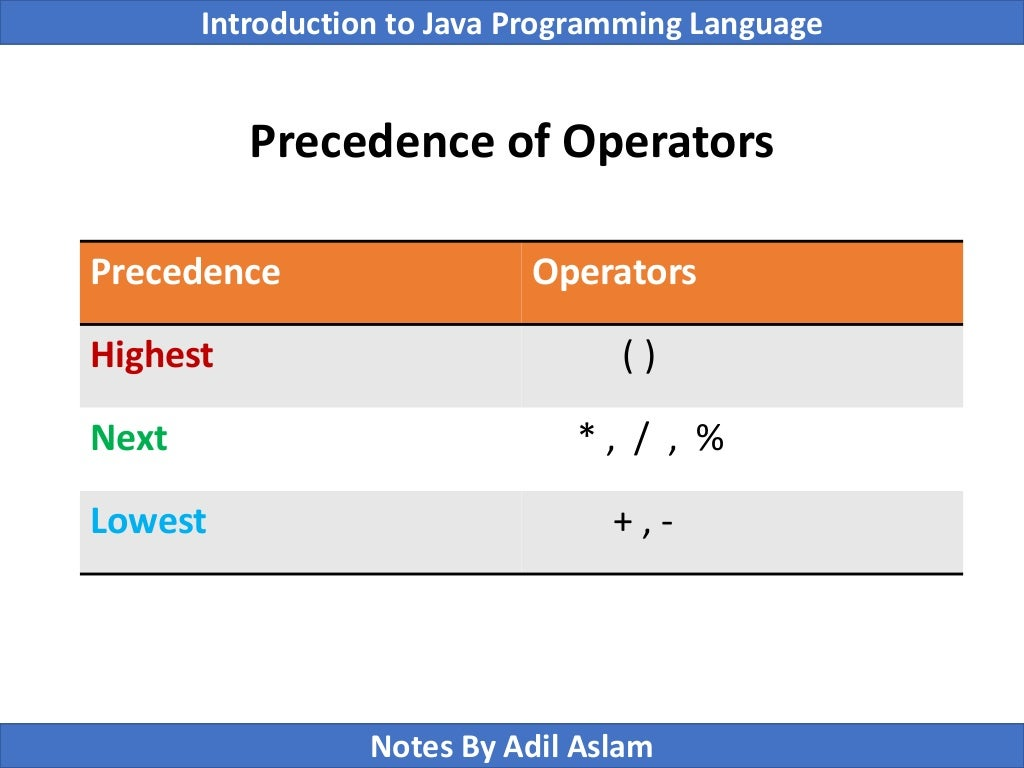 Introduction to Java Programming Language
Precedence of Operators
Precedence Operators
Highest ( )
Next * , / , %
Lowest + , -
Notes By Adil Aslam